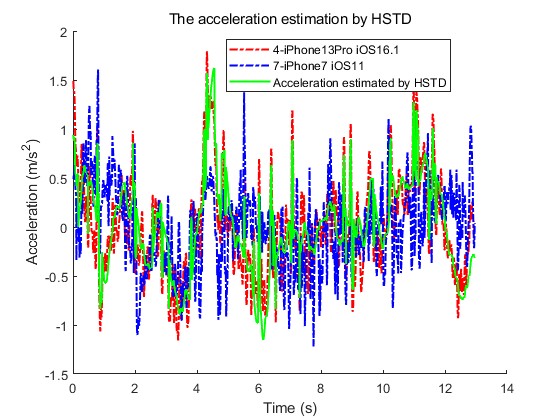 The acceleration estimation by HSTD
4-iPhone13Pro iOS16.1
7-iPhone7 iOS11
Acceleration estimated by HSTD
Acceleration (m/s²)
2
1.5
1
0.5
0
-0.5
-1
-1.5
0 2 4 6 8 10 12 14
Time (s)